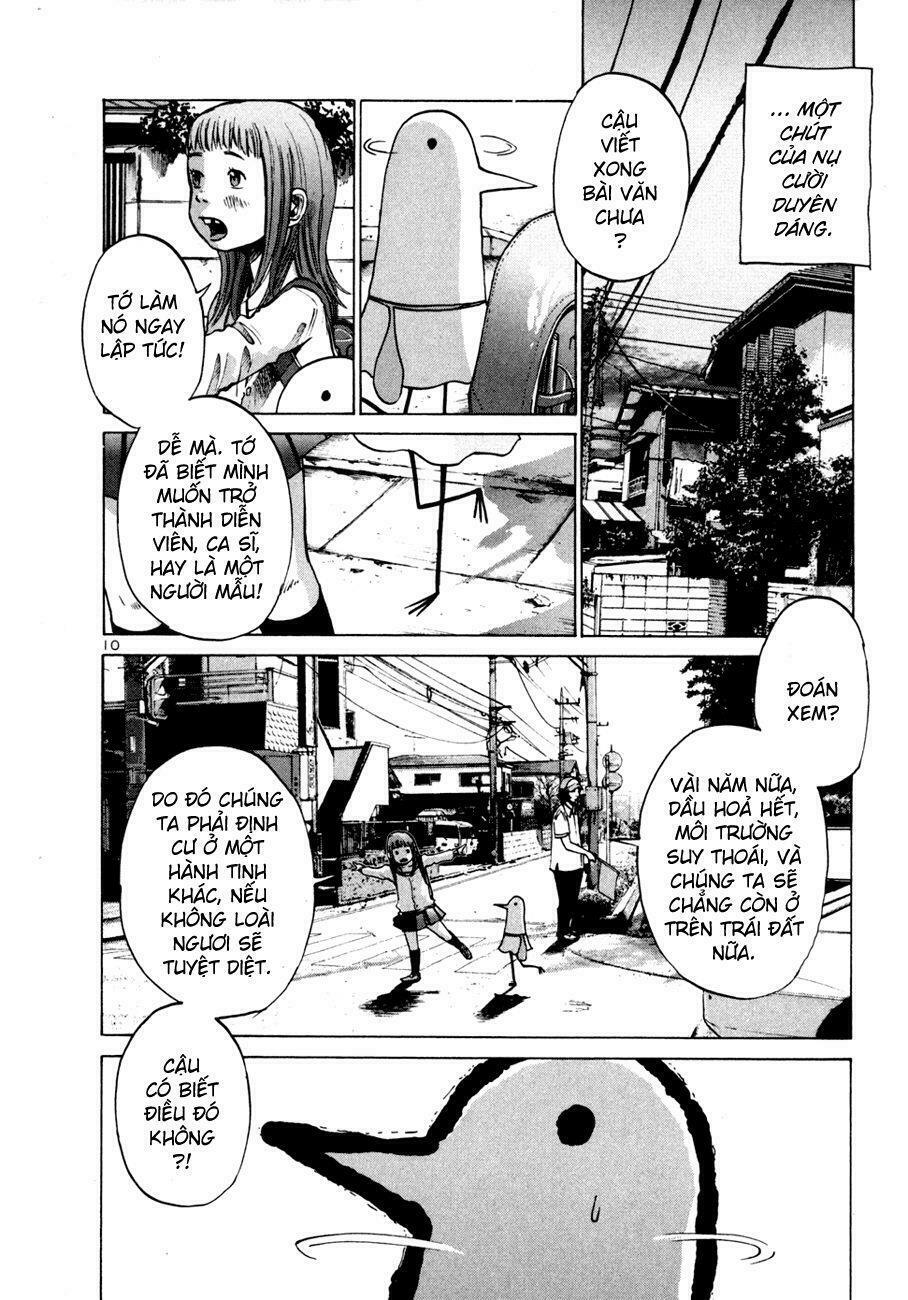 ... MỘT
CHÚT
CỦA NỤ
CƯỜI
DUYÊN
DÁNG.
CẬU
VIẾT
XONG
BÀI VĂN
CHƯA
?
TỚ LÀM
NÓ NGAY
LẬP TỨC!
DỄ MÀ. TỚ
ĐÃ BIẾT MÌNH
MUỐN TRỞ
THÀNH DIỄN
VIÊN, CA SĨ,
HAY LÀ MỘT
NGƯỜI MẪU!
10
ĐOÁN
XEM?
VÀI NĂM NỮA,
DẦU HOẢ HẾT,
MÔI TRƯỜNG
SUY THOÁI, VÀ
CHÚNG TA SẼ
CHẲNG CÒN Ở
TRÊN TRÁI ĐẤT
NỮA.
DO ĐÓ CHÚNG
TA PHẢI ĐỊNH
CƯ Ở MỘT
HÀNH TINH
KHÁC, NẾU
KHÔNG LOÀI
NGƯƠI SẼ
TUYỆT DIỆT.
CẬU
CÓ BIẾT
ĐIỀU ĐÓ
KHÔNG
?!